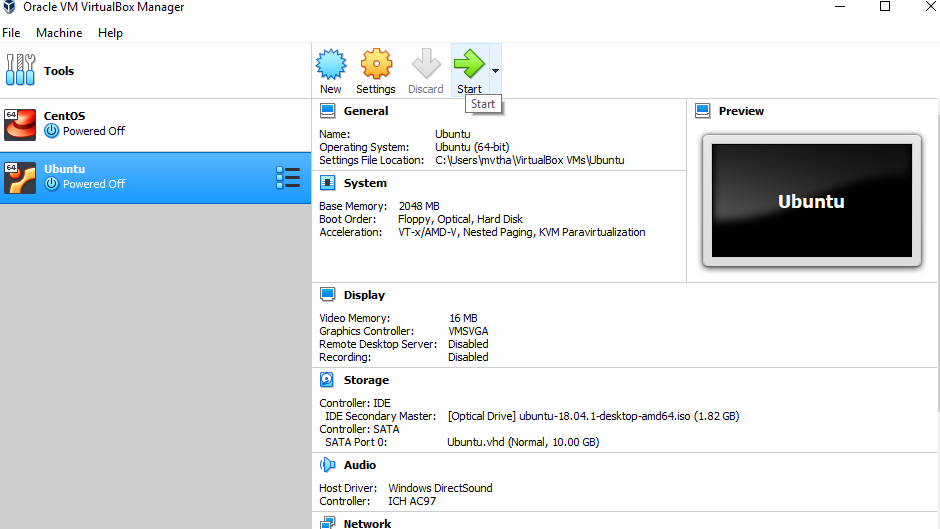 Oracle VM VirtualBox Manager
File Machine Help
Tools
New Settings Discard Start
Start
64
CentOS
Powered Off
64
Ubuntu
Powered Off
General
Name: Ubuntu
Operating System: Ubuntu (64-bit)
Settings File Location: C:\Users\mvtha\VirtualBox VMs\Ubuntu
Preview
Ubuntu
System
Base Memory: 2048 MB
Boot Order: Floppy, Optical, Hard Disk
Acceleration: VT-x/AMD-V, Nested Paging, KVM Paravirtualization
Display
Video Memory: 16 MB
Graphics Controller: VMSVGA
Remote Desktop Server: Disabled
Recording: Disabled
Storage
Controller: IDE
IDE Secondary Master: [Optical Drive] ubuntu-18.04.1-desktop-amd64.iso (1.82 GB)
Controller: SATA
SATA Port 0: Ubuntu.vhd (Normal, 10.00 GB)
Audio
Host Driver: Windows DirectSound
Controller: ICH AC97
Network